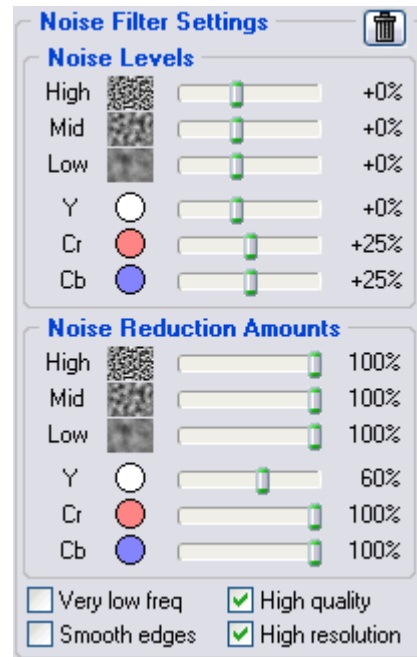 Noise Filter Settings
Noise Levels
High +0%
Mid +0%
Low +0%
Y +0%
Cr +25%
Cb +25%
Noise Reduction Amounts
High 100%
Mid 100%
Low 100%
Y 60%
Cr 100%
Cb 100%
Very low freq High quality
Smooth edges High resolution